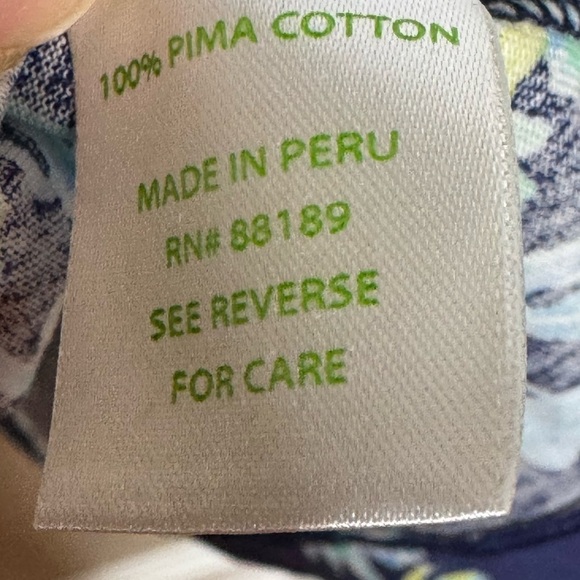 100% PIMA COTTON
MADE IN PERU
RN# 88189
SEE REVERSE
FOR CARE